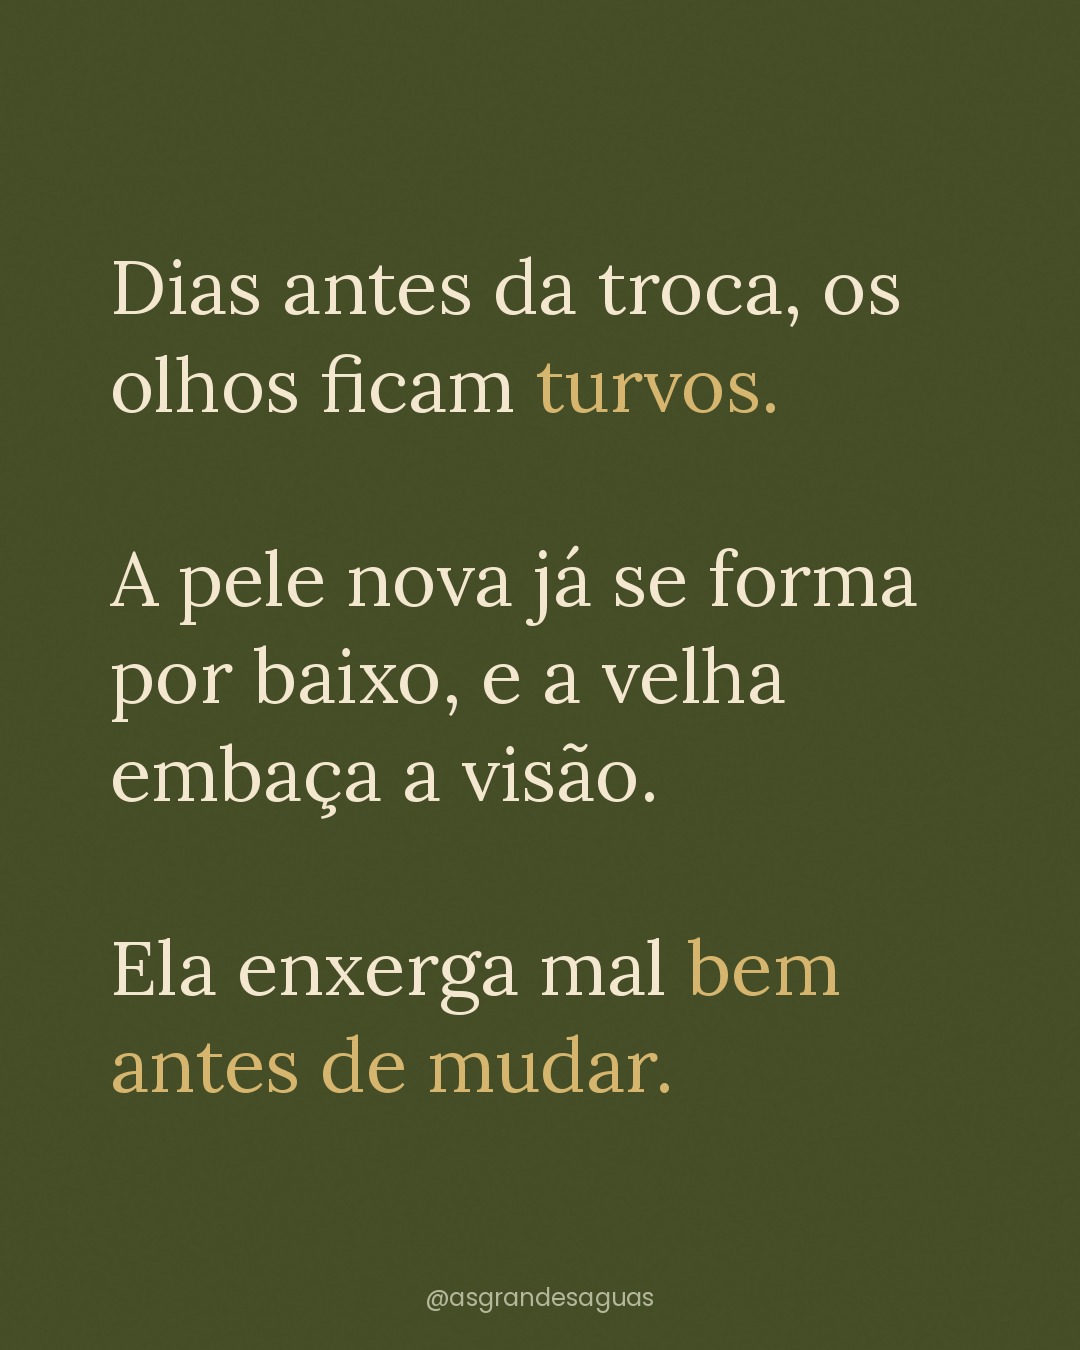 Dias antes da troca, os
olhos ficam turvos.
A pele nova já se forma
por baixo, e a velha
embaça a visão.
Ela enxerga mal bem
antes de mudar.
@asgrandesaguas